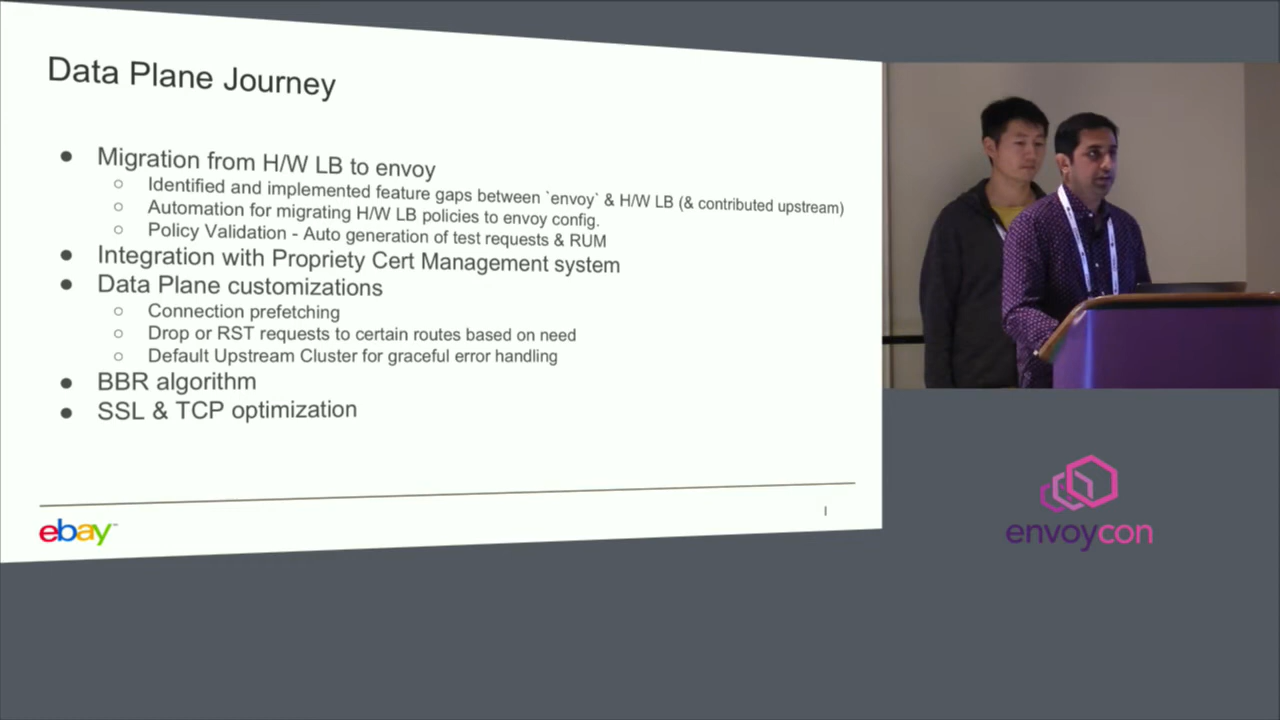 Data Plane Journey
● Migration from H/W LB to envoy
○ Identified and implemented feature gaps between `envoy` & H/W LB (& contributed upstream)
○ Automation for migrating H/W LB policies to envoy config.
○ Policy Validation - Auto generation of test requests & RUM
● Integration with Propriety Cert Management system
● Data Plane customizations
○ Connection prefetching
○ Drop or RST requests to certain routes based on need
○ Default Upstream Cluster for graceful error handling
● BBR algorithm
● SSL & TCP optimization
ebay
envoycon